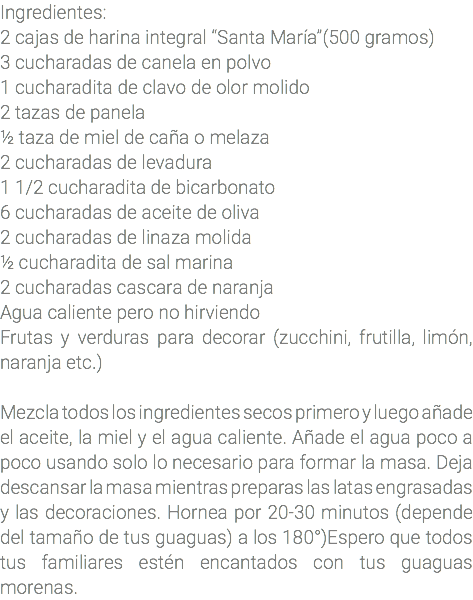 Ingredientes:
2 cajas de harina integral “Santa María”(500 gramos)
3 cucharadas de canela en polvo
1 cucharadita de clavo de olor molido
2 tazas de panela
½ taza de miel de caña o melaza
2 cucharadas de levadura
1 1/2 cucharadita de bicarbonato
6 cucharadas de aceite de oliva
2 cucharadas de linaza molida
½ cucharadita de sal marina
2 cucharadas cascara de naranja
Agua caliente pero no hirviendo
Frutas y verduras para decorar (zucchini, frutilla, limón,
naranja etc.)

Mezcla todos los ingredientes secos primero y luego añade
el aceite, la miel y el agua caliente. Añade el agua poco a
poco usando solo lo necesario para formar la masa. Deja
descansar la masa mientras preparas las latas engrasadas
y las decoraciones. Hornea por 20-30 minutos (depende
del tamaño de tus guaguas) a los 180°)Espero que todos
tus familiares estén encantados con tus guaguas
morenas.